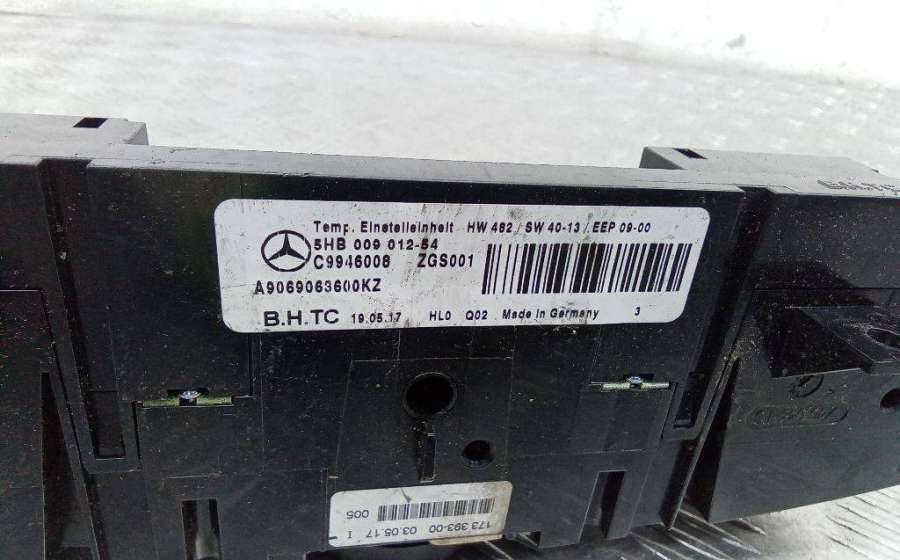 Temp. Einstelleinheit HW 482 / SW 40-13 / EEP 09-00
5HB 009 012-54
C9946008 ZGS001
A9069063600KZ
B.H.TC 19.05.17 HL0 Q02 Made in Germany 3
173 393-00 03.05.17 I
005